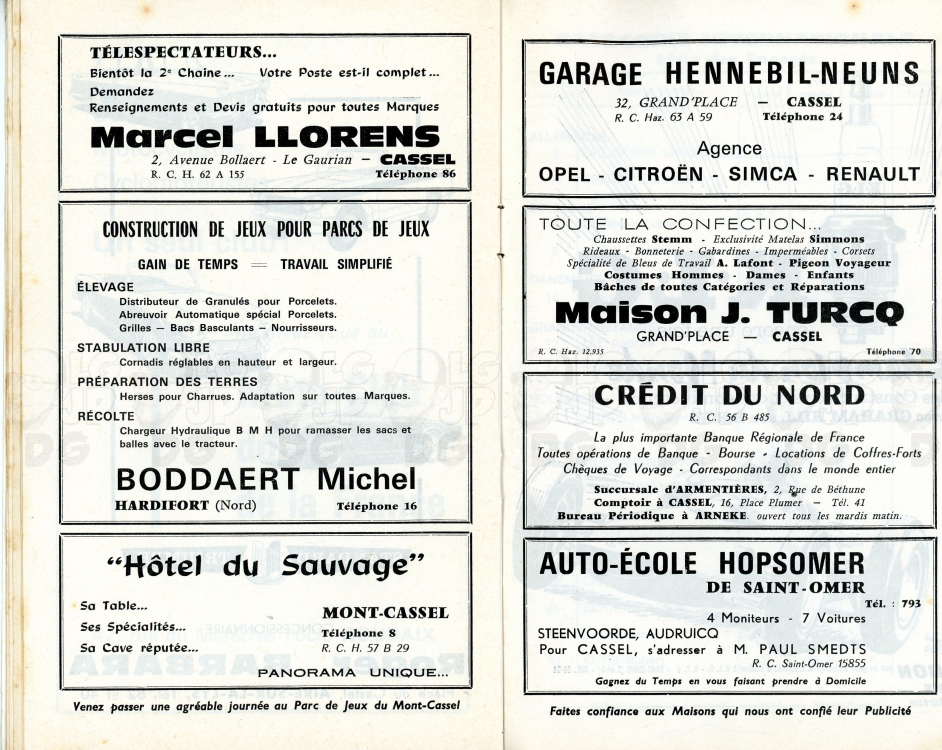 TÉLESPECTATEURS...
Bientôt la 2e Chaine... Votre Poste est-il complet...
Demandez
Renseignements et Devis gratuits pour toutes Marques
Marcel LLORENS
2, Avenue Bollaert - Le Gaurian — CASSEL
R. C. H. 62 A 155 Téléphone 86
CONSTRUCTION DE JEUX POUR PARCS DE JEUX
GAIN DE TEMPS = TRAVAIL SIMPLIFIÉ
ÉLEVAGE
Distributeur de Granulés pour Porcelets.
Abreuvoir Automatique spécial Porcelets.
Grilles — Bacs Basculants — Nourrisseurs.
STABULATION LIBRE
Cornadis réglables en hauteur et largeur.
PRÉPARATION DES TERRES
Herses pour Charrues. Adaptation sur toutes Marques.
RÉCOLTE
Chargeur Hydraulique B M H pour ramasser les sacs et
balles avec le tracteur.
BODDAERT Michel
HARDIFORT (Nord) Téléphone 16
"Hôtel du Sauvage"
Sa Table...
Ses Spécialités...
Sa Cave réputée...
MONT-CASSEL
Téléphone 8
R. C. H. 57 B 29
PANORAMA UNIQUE...
Venez passer une agréable journée au Parc de Jeux du Mont-Cassel
GARAGE HENNEBIL-NEUNS
32, GRAND'PLACE — CASSEL
R. C. Haz. 63 A 59 Téléphone 24
Agence
OPEL - CITROËN - SIMCA - RENAULT
TOUTE LA CONFECTION...
Chaussettes Stemm - Exclusivité Matelas Simmons
Rideaux - Bonneterie - Gabardines - Imperméables - Corsets
Spécialité de Bleus de Travail A. Lafont - Pigeon Voyageur
Costumes Hommes - Dames - Enfants
Bâches de toutes Catégories et Réparations
Maison J. TURCQ
GRAND'PLACE — CASSEL
R. C. Haz. 12.935 Téléphone 70
CRÉDIT DU NORD
R. C. 56 B 485
La plus importante Banque Régionale de France
Toutes opérations de Banque - Bourse - Locations de Coffres-Forts
Chèques de Voyage - Correspondants dans le monde entier
Succursale d'ARMENTIÈRES, 2, Rue de Béthune
Comptoir à CASSEL, 16, Place Plumer — Tél. 41
Bureau Périodique à ARNEKE. ouvert tous les mardis matin.
AUTO-ÉCOLE HOPSOMER
DE SAINT-OMER
Tél. : 793
4 Moniteurs - 7 Voitures
STEENVOORDE, AUDRUICQ
Pour CASSEL, s'adresser à M. PAUL SMEDTS
R. C. Saint-Omer 15855
Gagnez du Temps en vous faisant prendre à Domicile
Faites confiance aux Maisons qui nous ont confié leur Publicité